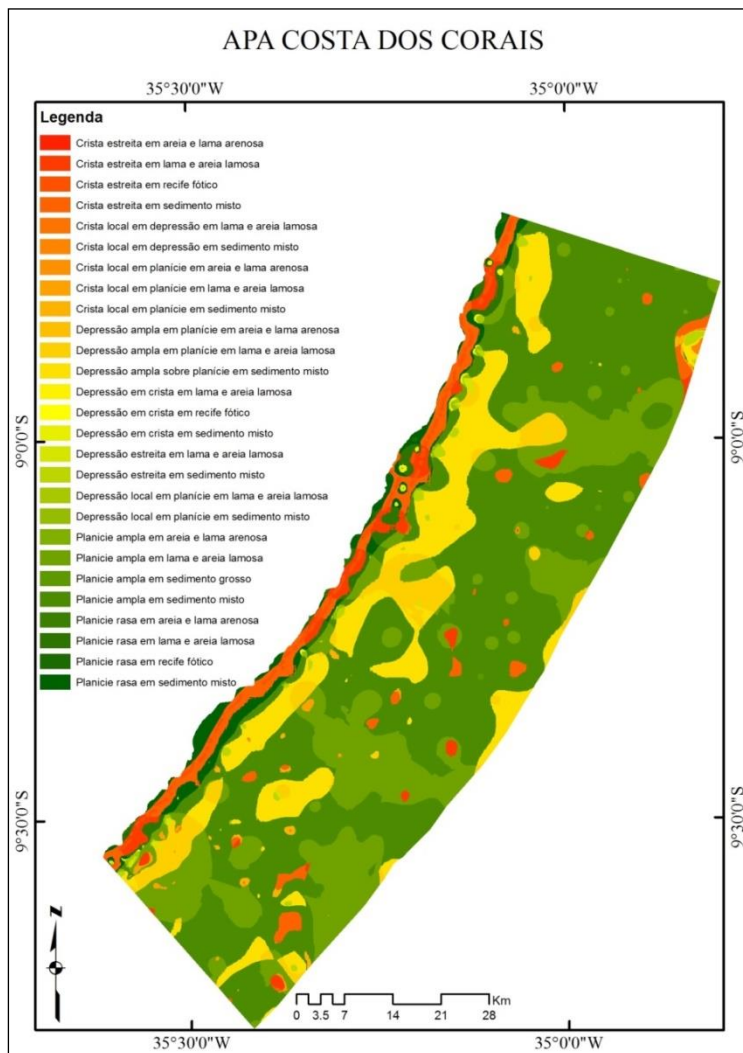 APA COSTA DOS CORAIS
35°30'0"W 35°0'0"W
Legenda
Crista estreita em areia e lama arenosa
Crista estreita em lama e areia lamosa
Crista estreita em recife fótico
Crista estreita em sedimento misto
Crista local em depressão em lama e areia lamosa
Crista local em depressão em sedimento misto
Crista local em planície em areia e lama arenosa
Crista local em planície em lama e areia lamosa
Crista local em planície em sedimento misto
Depressão ampla em planície em areia e lama arenosa
Depressão ampla em planície em lama e areia lamosa
Depressão ampla sobre planície em sedimento misto
Depressão em crista em lama e areia lamosa
Depressão em crista em recife fótico
Depressão em crista em sedimento misto
Depressão estreita em lama e areia lamosa
Depressão estreita em sedimento misto
Depressão local em planície em lama e areia lamosa
Depressão local em planície em sedimento misto
Planicie ampla em areia e lama arenosa
Planicie ampla em lama e areia lamosa
Planicie ampla em sedimento grosso
Planicie ampla em sedimento misto
Planicie rasa em areia e lama arenosa
Planicie rasa em lama e areia lamosa
Planicie rasa em recife fótico
Planicie rasa em sedimento misto
9°0'0"S 9°0'0"S
9°30'0"S 9°30'0"S
N
Km
0 3.5 7 14 21 28
35°30'0"W 35°0'0"W